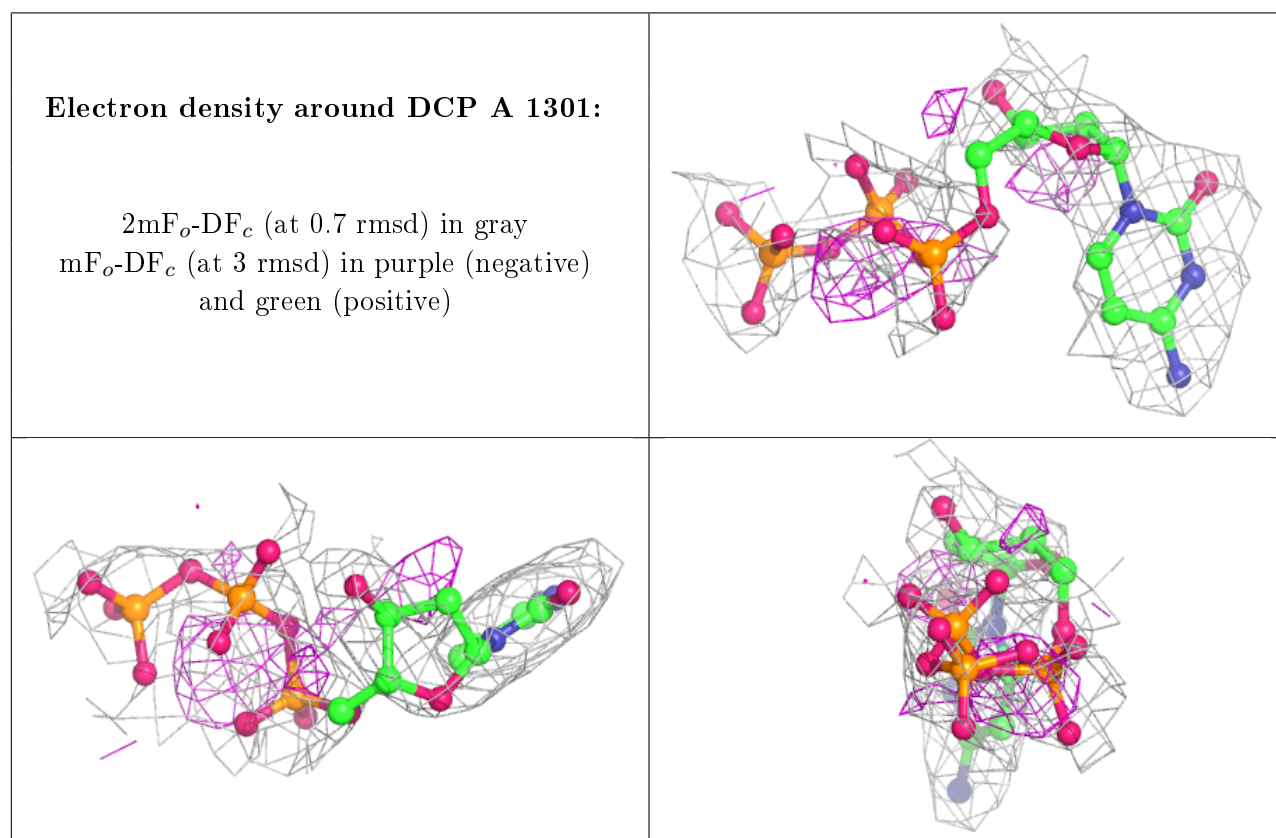 Electron density around DCP A 1301:
2mFo-DFc (at 0.7 rmsd) in gray
mFo-DFc (at 3 rmsd) in purple (negative)
and green (positive)